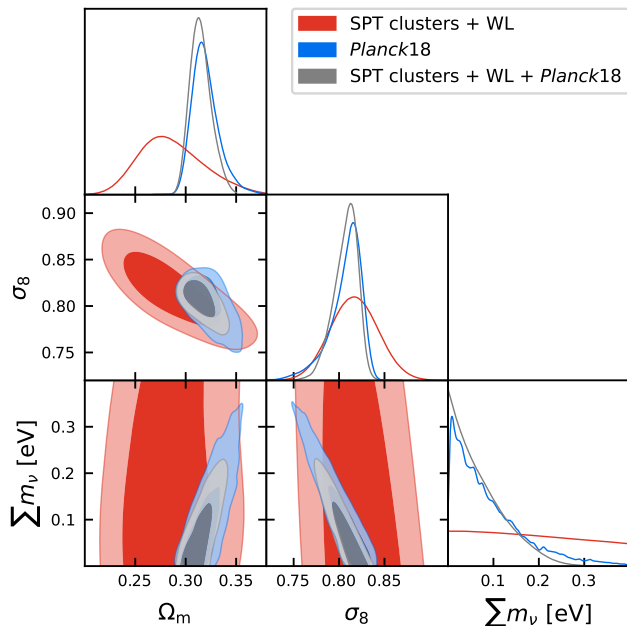 SPT clusters + WL
Planck18
SPT clusters + WL + Planck18
0.90
0.85
0.80
0.75
σ8
0.3
0.2
0.1
∑mν [eV]
0.25 0.30 0.35
0.75 0.80 0.85
0.1 0.2 0.3
Ωm
σ8
∑mν [eV]